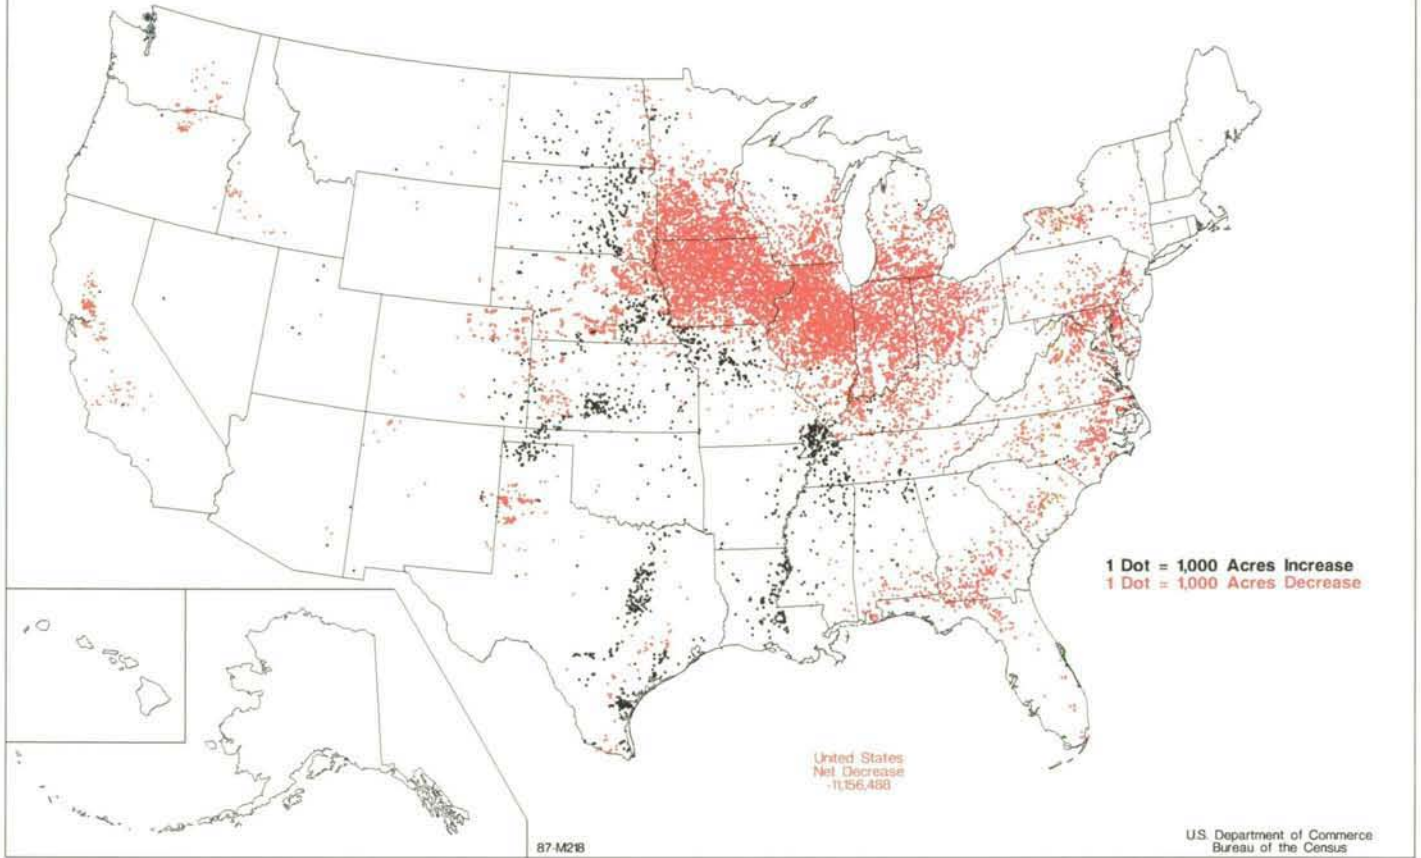 1 Dot = 1,000 Acres Increase
1 Dot = 1,000 Acres Decrease
United States
Net Decrease
-11,156,488
87-M218
U.S. Department of Commerce
Bureau of the Census